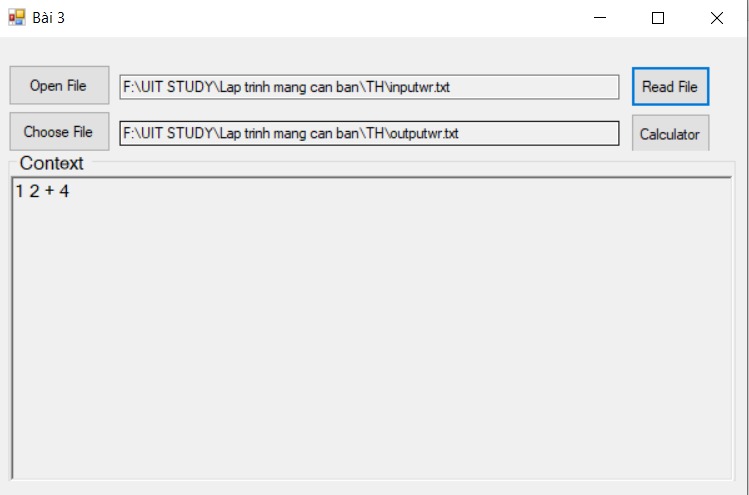 Bài 3
Open File F:\UIT STUDY\Lap trinh mang can ban\TH\inputwr.txt Read File
Choose File F:\UIT STUDY\Lap trinh mang can ban\TH\outputwr.txt Calculator
Context
1 2 + 4